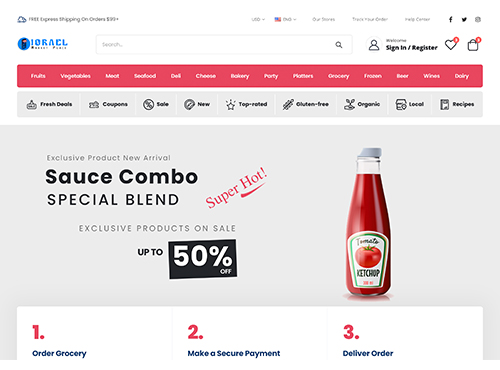 FREE Express Shipping On Orders $99+
USD
ENG
Our Stores
Track Your Order
Help Center
Search...
Welcome
Sign In / Register
0
0
Fruits Vegetables Meat Seafood Deli Cheese Bakery Party Platters Grocery Frozen Beer Wines Dairy
Fresh Deals Coupons Sale New Top-rated Gluten-free Organic Local Recipes
Exclusive Product New Arrival
Sauce Combo
Super Hot!
SPECIAL BLEND
EXCLUSIVE PRODUCTS ON SALE
UP TO 50%
OFF
Tomato
KETCHUP
1. 2. 3.
Order Grocery Make a Secure Payment Deliver Order